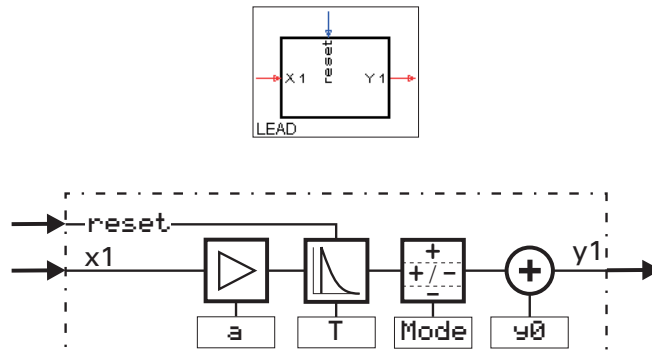 reset
X1 Y1
LEAD
reset
x1 y1
+
+/-
−
+
a T Mode y0